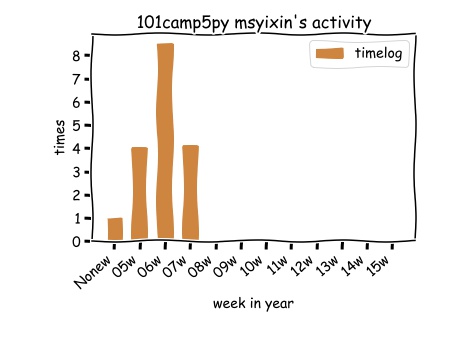 101camp5py msyixin's activity
timelog
times
8
7
6
5
4
3
2
1
0
Nonew
05w
06w
07w
08w
09w
10w
11w
12w
13w
14w
15w
week in year